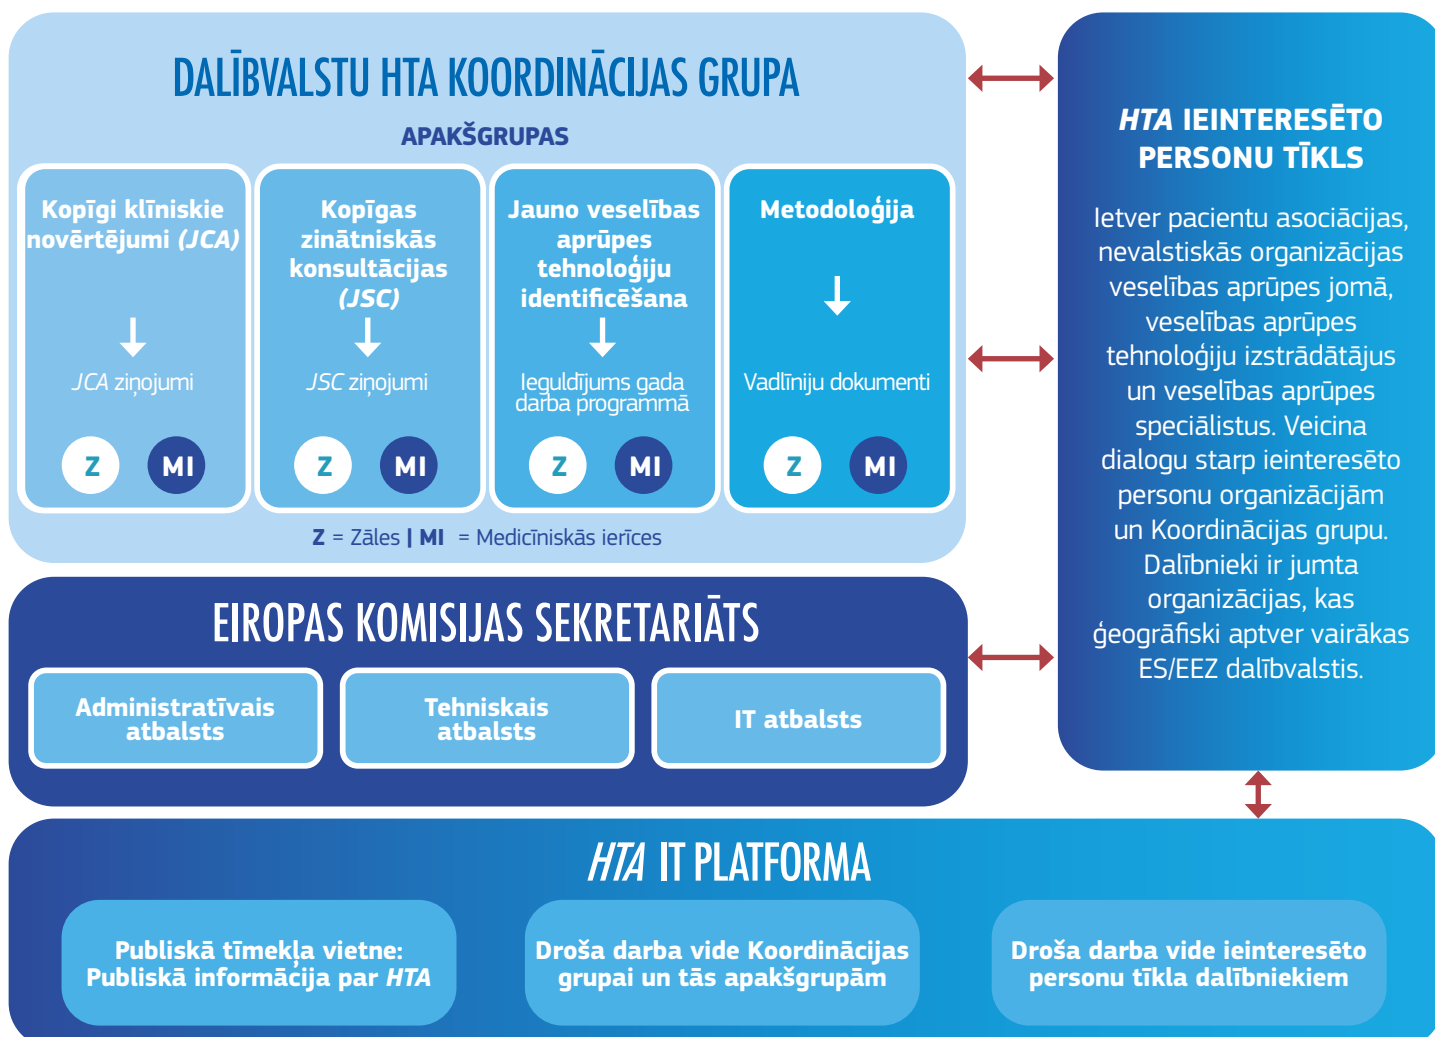 DALĪBVALSTU HTA KOORDINĀCIJAS GRUPA
APAKŠGRUPAS
Kopīgi klīniskie
novērtējumi (JCA)
JCA ziņojumi
Z MI
Kopīgas
zinātniskās
konsultācijas
(JSC)
JSC ziņojumi
Z MI
Jauno veselības
aprūpes
tehnoloģiju
identificēšana
Ieguldījums gada
darba programmā
Z MI
Metodoloģija
Vadlīniju dokumenti
Z MI
Z = Zāles | MI = Medicīniskās ierīces
HTA IEINTERESĒTO
PERSONU TĪKLS
Ietver pacientu asociācijas,
nevalstiskās organizācijas
veselības aprūpes jomā,
veselības aprūpes
tehnoloģiju izstrādātājus
un veselības aprūpes
speciālistus. Veicina
dialogu starp ieinteresēto
personu organizācijām
un Koordinācijas grupu.
Dalībnieki ir jumta
organizācijas, kas
ģeogrāfiski aptver vairākas
ES/EEZ dalībvalstis.
EIROPAS KOMISIJAS SEKRETARIĀTS
Administratīvais
atbalsts
Tehniskais
atbalsts
IT atbalsts
HTA IT PLATFORMA
Publiskā tīmekļa vietne:
Publiskā informācija par HTA
Droša darba vide Koordinācijas
grupai un tās apakšgrupām
Droša darba vide ieinteresēto
personu tīkla dalībniekiem